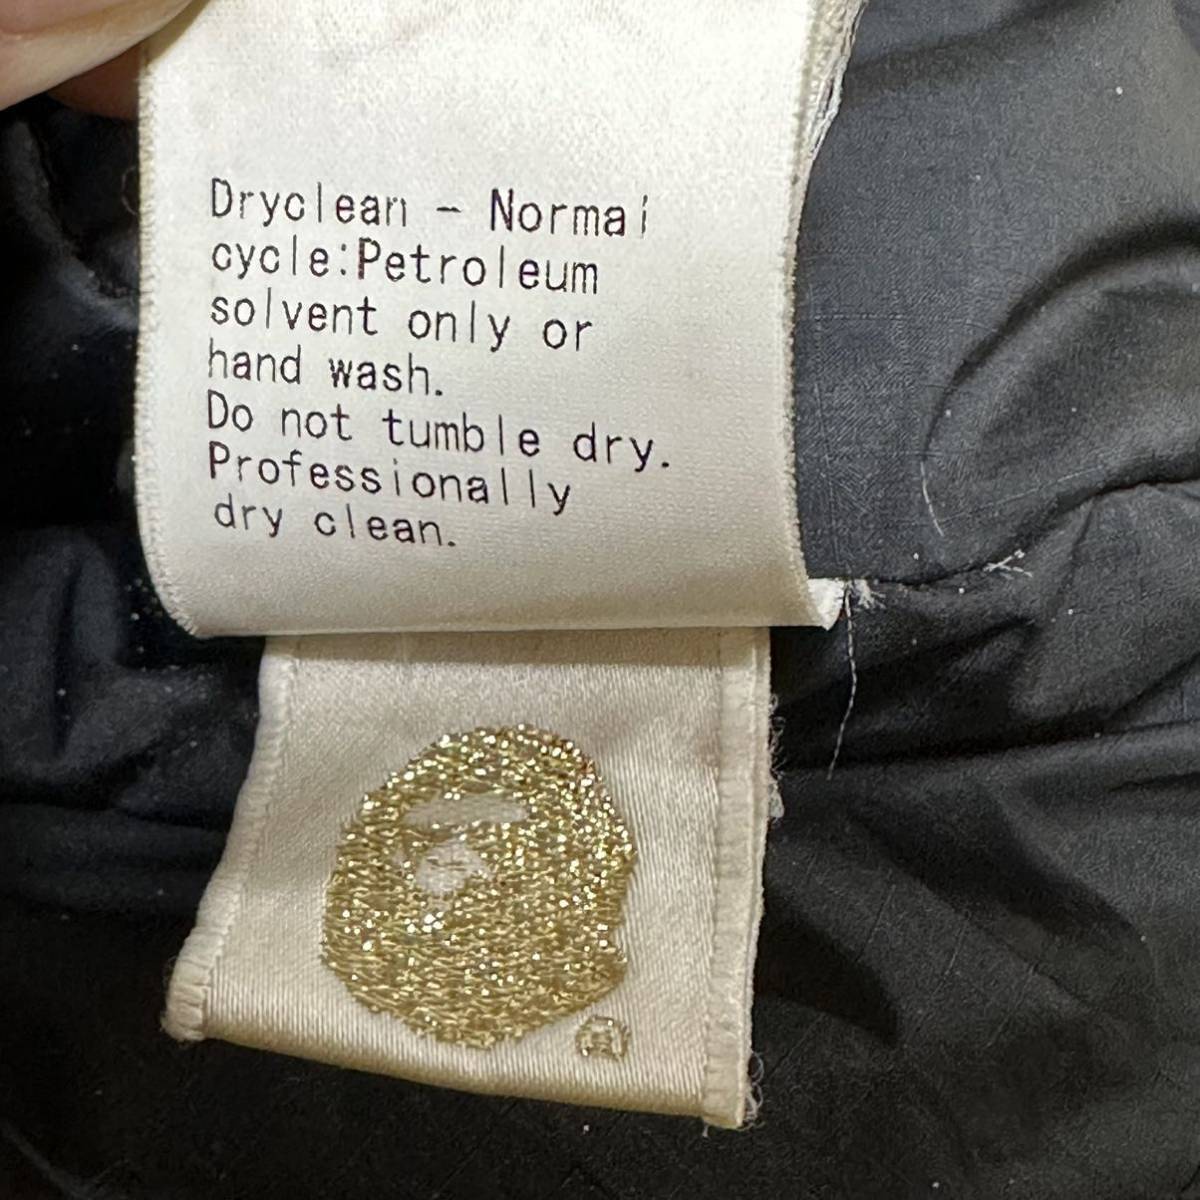 Dryclean - Normal
cycle:Petroleum
solvent only or
hand wash.
Do not tumble dry.
Professionally
dry clean.